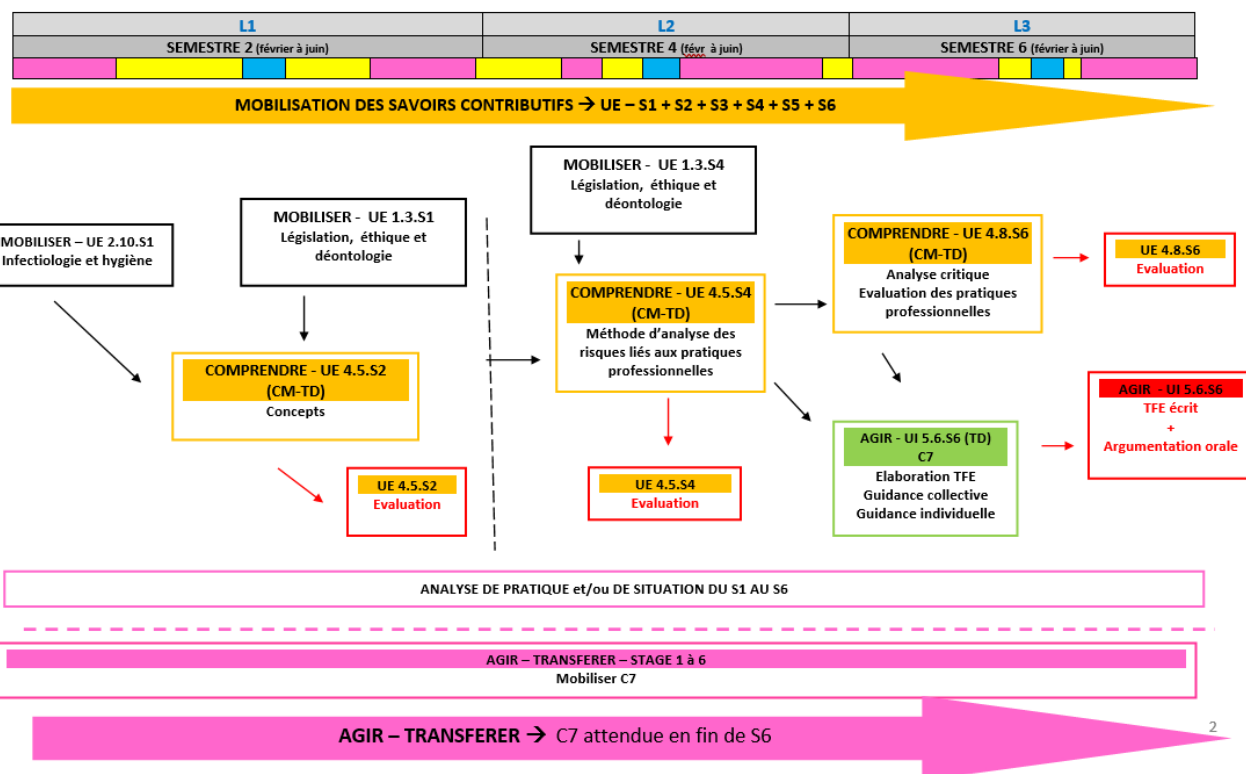 L1
L2
L3
SEMESTRE 2 (février à juin)
SEMESTRE 4 (févr à juin)
SEMESTRE 6 (février à juin)
MOBILISATION DES SAVOIRS CONTRIBUTIFS → UE – S1 + S2 + S3 + S4 + S5 + S6
MOBILISER - UE 1.3.S4
Législation, éthique et
déontologie
MOBILISER - UE 1.3.S1
Législation, éthique et
déontologie
MOBILISER – UE 2.10.S1
Infectiologie et hygiène
COMPRENDRE - UE 4.8.S6
(CM-TD)
Analyse critique
Evaluation des pratiques
professionnelles
UE 4.8.S6
Evaluation
COMPRENDRE - UE 4.5.S4
(CM-TD)
Méthode d'analyse des
risques liés aux pratiques
professionnelles
COMPRENDRE - UE 4.5.S2
(CM-TD)
Concepts
AGIR - UI 5.6.S6
TFE écrit
+
Argumentation orale
AGIR - UI 5.6.S6 (TD)
C7
Elaboration TFE
Guidance collective
Guidance individuelle
UE 4.5.S2
Evaluation
UE 4.5.S4
Evaluation
ANALYSE DE PRATIQUE et/ou DE SITUATION DU S1 AU S6
AGIR – TRANSFERER – STAGE 1 à 6
Mobiliser C7
AGIR – TRANSFERER → C7 attendue en fin de S6
2